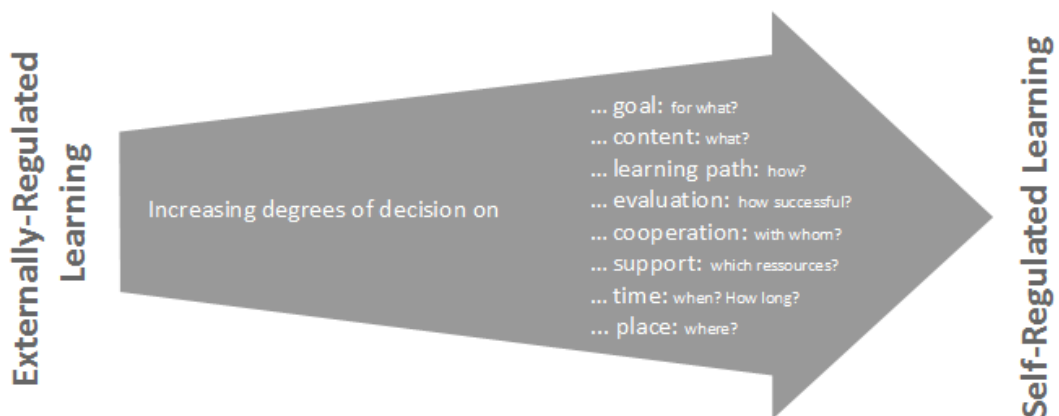 Externally-Regulated
Learning
Increasing degrees of decision on
... goal: for what?
... content: what?
... learning path: how?
... evaluation: how successful?
... cooperation: with whom?
... support: which ressources?
... time: when? How long?
... place: where?
Self-Regulated Learning